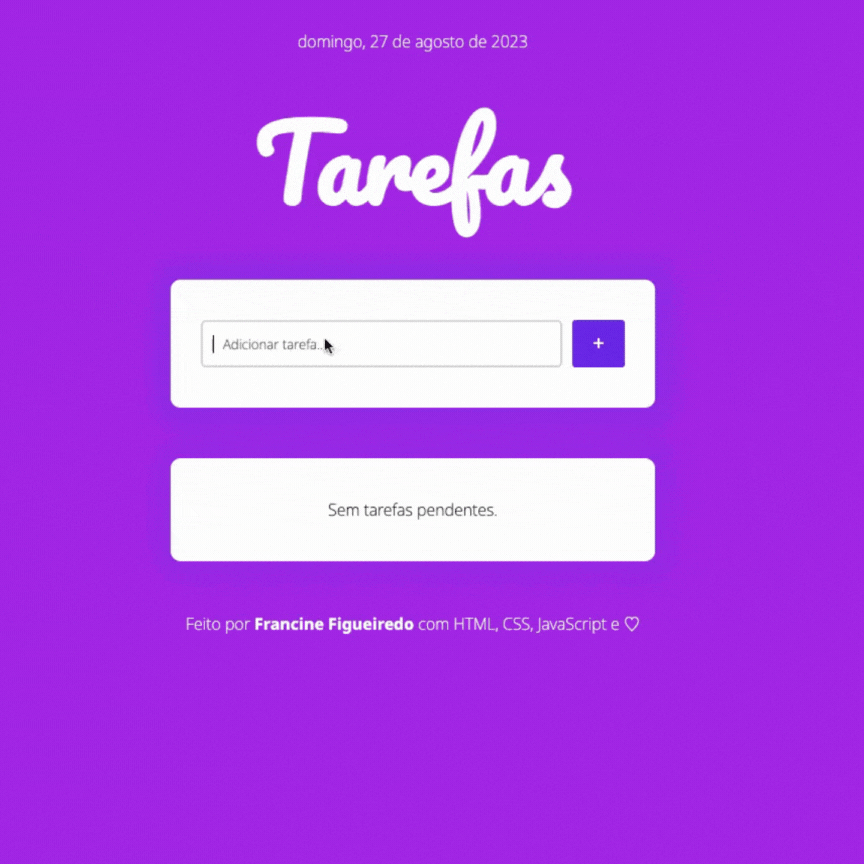 domingo, 27 de agosto de 2023
Tarefas
Adicionar tarefa...
+
Sem tarefas pendentes.
Feito por Francine Figueiredo com HTML, CSS, JavaScript e ♡